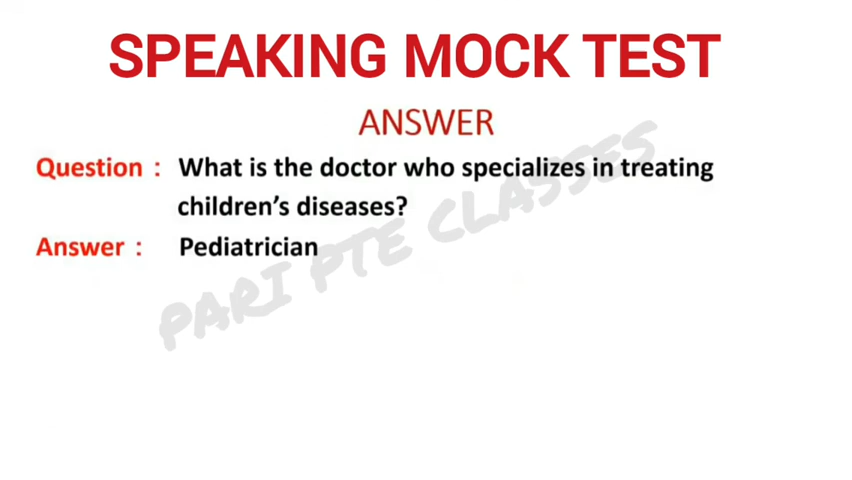 SPEAKING MOCK TEST
ANSWER
Question : What is the doctor who specializes in treating
children's diseases?
Answer : Pediatrician
PARI PTE CLASSES